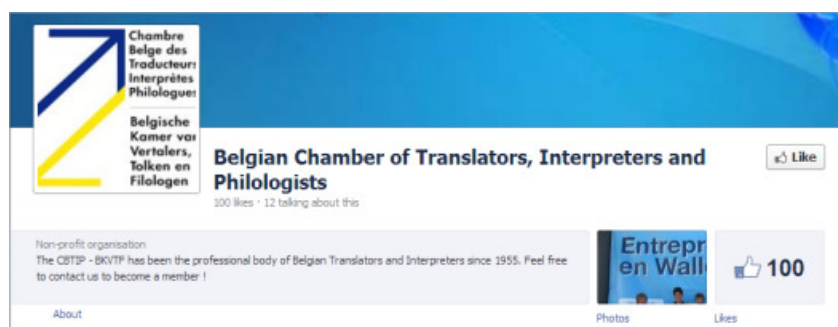 Chambre
Belge des
Traducteurs
Interprètes
Philologues
Belgische
Kamer van
Vertalers,
Tolken en
Filologen
Belgian Chamber of Translators, Interpreters and
Philologists
Like
100 likes · 12 talking about this
Non-profit organisation
The CBTIP - BKVTF has been the professional body of Belgian Translators and Interpreters since 1955. Feel free
to contact us to become a member !
About
Entrepr
en Wall
Photos
100
Likes